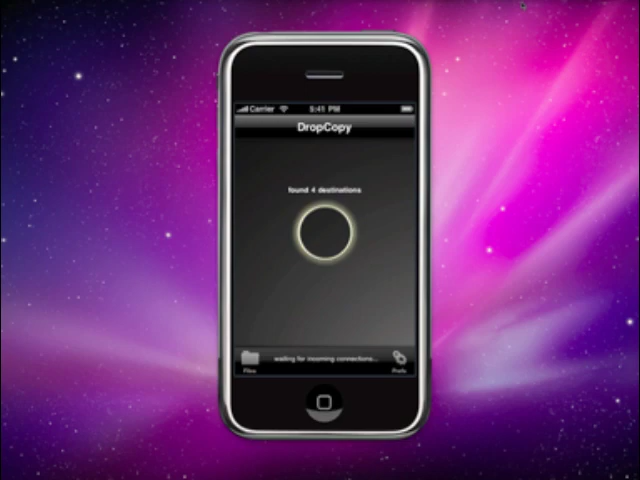 Carrier 9:41 PM
DropCopy
found 4 destinations
waiting for incoming connections...
Files
Prefs